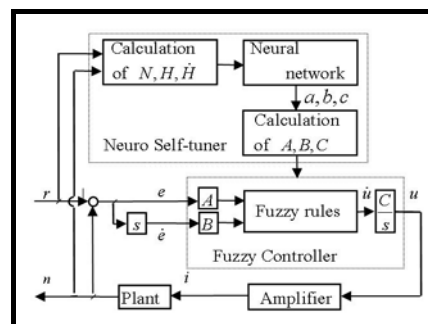 Calculation
of N, H, Ḣ
Neural
network
a, b, c
Calculation
of A, B, C
Neuro Self-tuner
r
e
A
Fuzzy rules
u̇
C
s
u
s
ė
B
Fuzzy Controller
n
i
Plant
Amplifier